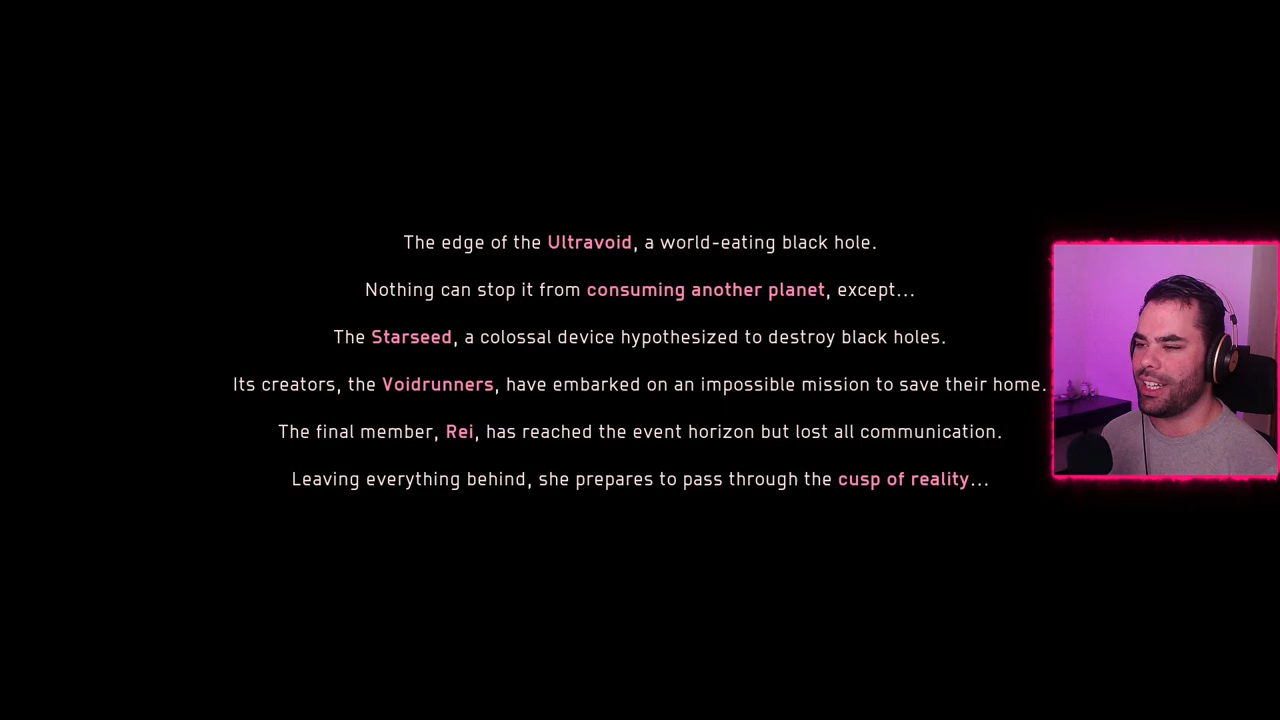 The edge of the Ultravoid, a world-eating black hole.
Nothing can stop it from consuming another planet, except...
The Starseed, a colossal device hypothesized to destroy black holes.
Its creators, the Voidrunners, have embarked on an impossible mission to save their home.
The final member, Rei, has reached the event horizon but lost all communication.
Leaving everything behind, she prepares to pass through the cusp of reality...